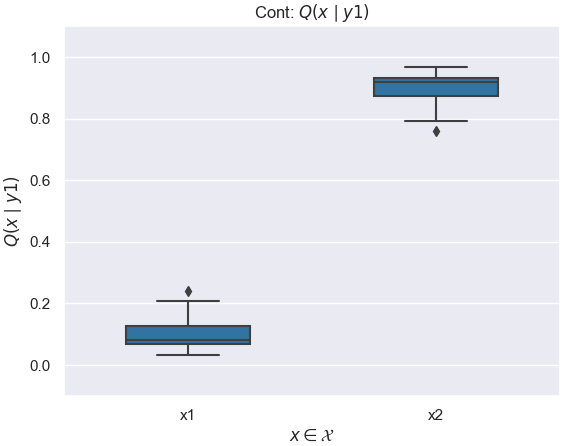 Cont: Q(x | y1)
1.0
0.8
0.6
0.4
0.2
0.0
Q(x | y1)
x1 x2
x ∈ 𝒳